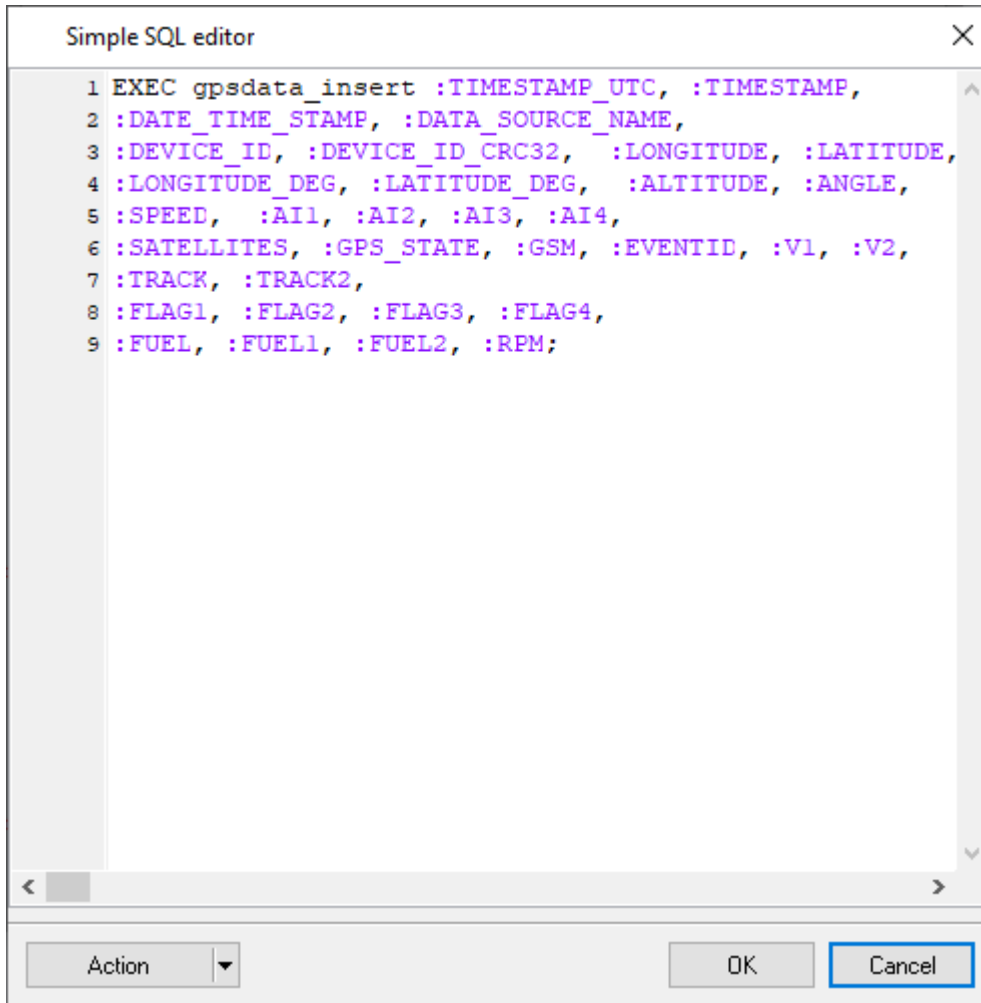 Simple SQL editor
1 EXEC gpsdata_insert :TIMESTAMP_UTC, :TIMESTAMP,
2 :DATE_TIME_STAMP, :DATA_SOURCE_NAME,
3 :DEVICE_ID, :DEVICE_ID_CRC32,  :LONGITUDE, :LATITUDE,
4 :LONGITUDE_DEG, :LATITUDE_DEG,  :ALTITUDE, :ANGLE,
5 :SPEED,  :AI1, :AI2, :AI3, :AI4,
6 :SATELLITES, :GPS_STATE, :GSM, :EVENTID, :V1, :V2,
7 :TRACK, :TRACK2,
8 :FLAG1, :FLAG2, :FLAG3, :FLAG4,
9 :FUEL, :FUEL1, :FUEL2, :RPM;
Action OK Cancel